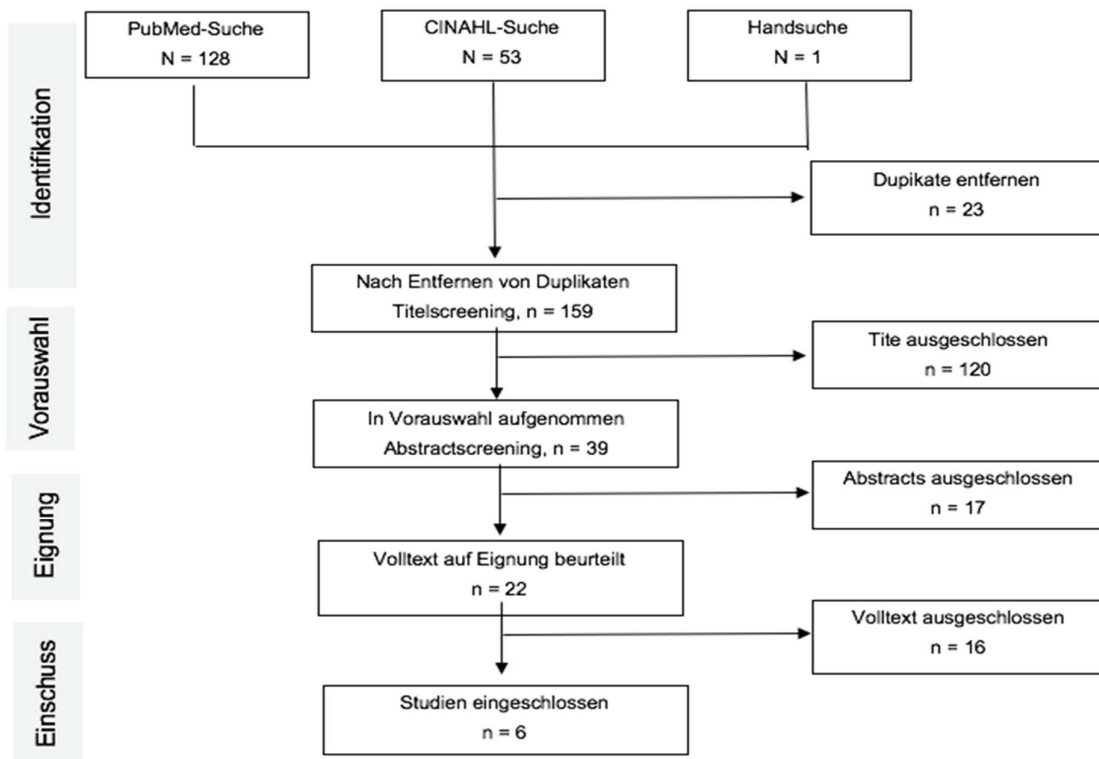 PubMed-Suche
N = 128
CINAHL-Suche
N = 53
Handsuche
N = 1
Identifikation
Dupikate entfernen
n = 23
Nach Entfernen von Duplikaten
Titelscreening, n = 159
Vorauswahl
Tite ausgeschlossen
n = 120
In Vorauswahl aufgenommen
Abstractscreening, n = 39
Eignung
Abstracts ausgeschlossen
n = 17
Volltext auf Eignung beurteilt
n = 22
Einschuss
Volltext ausgeschlossen
n = 16
Studien eingeschlossen
n = 6